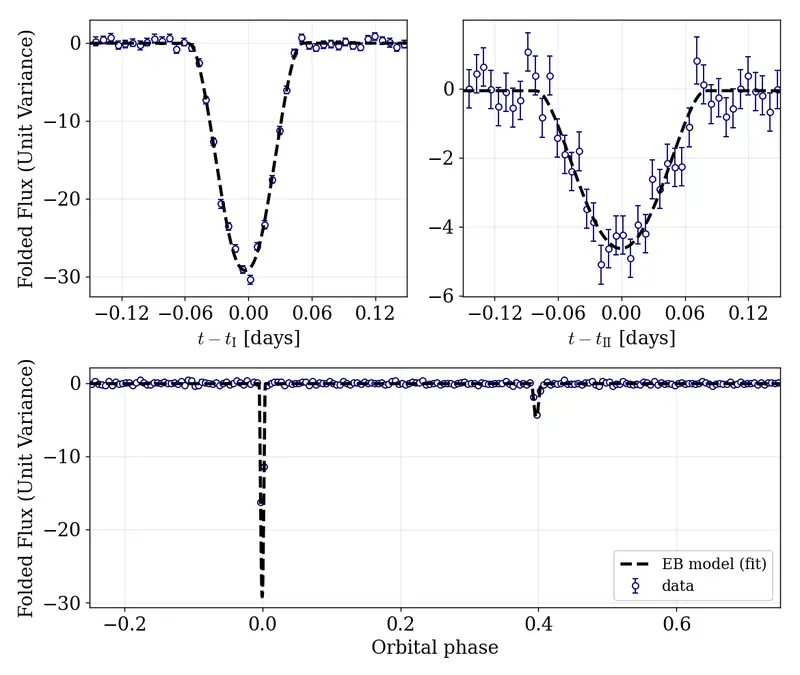 0
−10
−20
−30
Folded Flux (Unit Variance)
−0.12 −0.06 0.00 0.06 0.12
t − tI [days]
0
−2
−4
−6
−0.12 −0.06 0.00 0.06 0.12
t − tII [days]
0
−10
−20
−30
Folded Flux (Unit Variance)
EB model (fit)
data
−0.2 0.0 0.2 0.4 0.6
Orbital phase